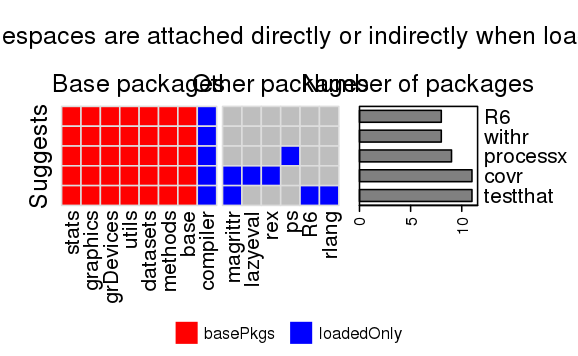 espaces are attached directly or indirectly when loa
Base packages
Other packages
Number of packages
Suggests
R6
withr
processx
covr
testthat
0
5
10
stats
graphics
grDevices
utils
datasets
methods
base
compiler
magrittr
lazyeval
rex
ps
R6
rlang
basePkgs
loadedOnly